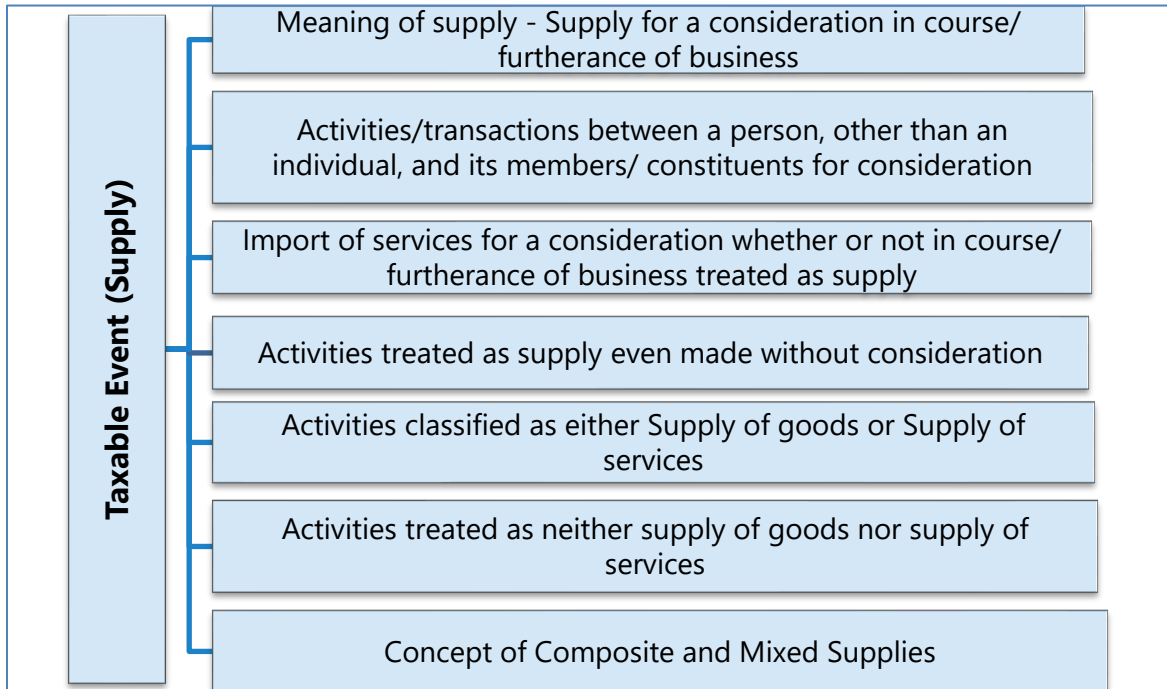 Taxable Event (Supply)
Meaning of supply - Supply for a consideration in course/
furtherance of business
Activities/transactions between a person, other than an
individual, and its members/ constituents for consideration
Import of services for a consideration whether or not in course/
furtherance of business treated as supply
Activities treated as supply even made without consideration
Activities classified as either Supply of goods or Supply of
services
Activities treated as neither supply of goods nor supply of
services
Concept of Composite and Mixed Supplies